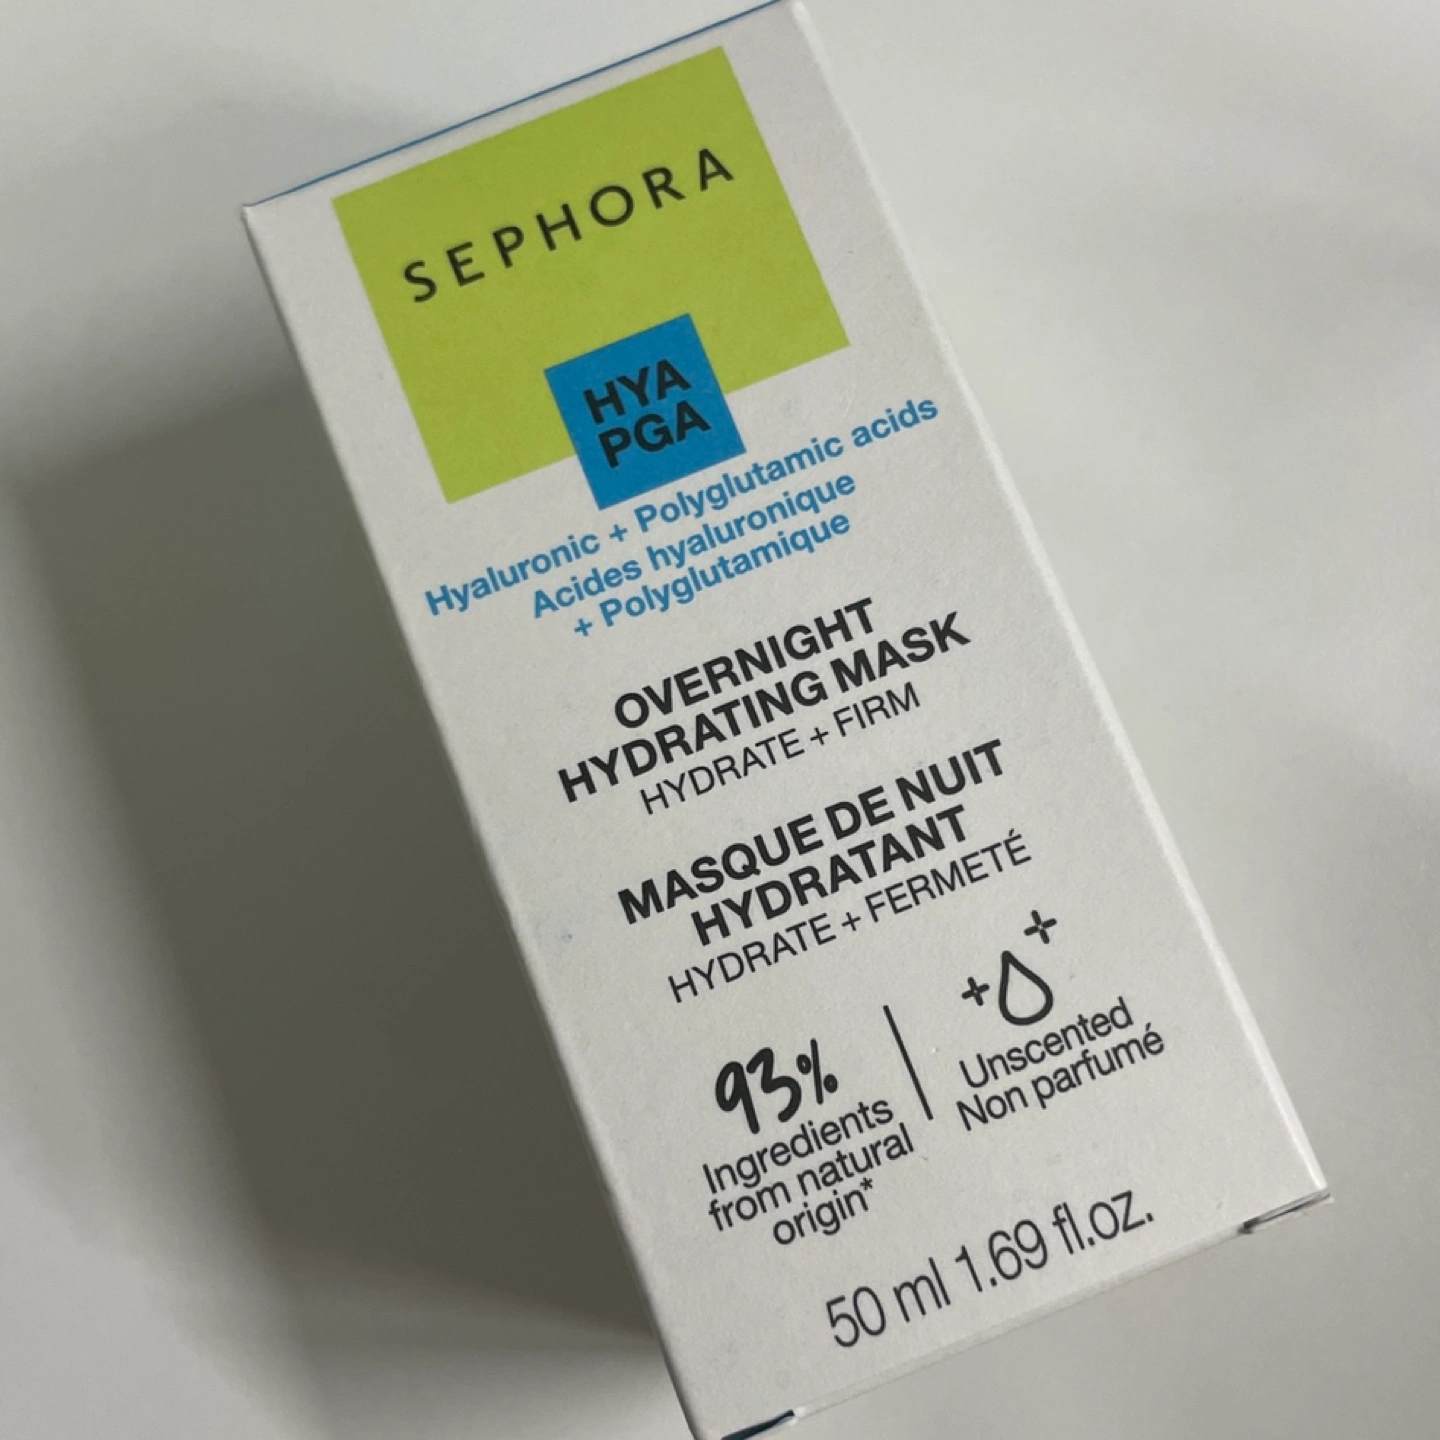 SEPHORA
HYA
PGA
Hyaluronic + Polyglutamic acids
Acides hyaluronique
+ Polyglutamique
OVERNIGHT
HYDRATING MASK
HYDRATE + FIRM
MASQUE DE NUIT
HYDRATANT
HYDRATE + FERMETÉ
93%
Ingredients
from natural
origin*
Unscented
Non parfumé
50 ml 1.69 fl.oz.